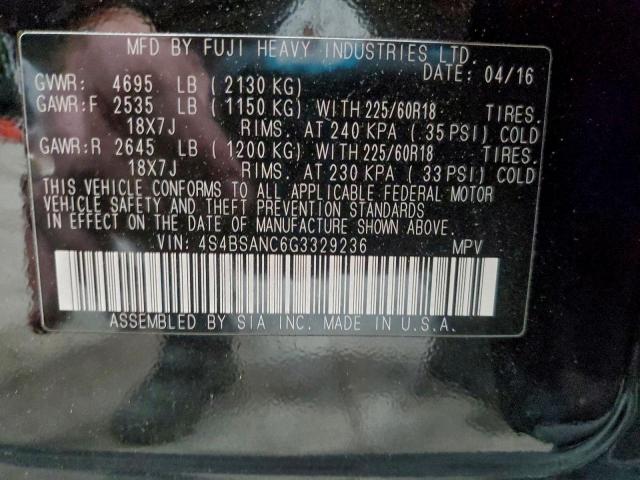 MFD BY FUJI HEAVY INDUSTRIES LTD.
DATE: 04/16
GVWR: 4695 LB ( 2130 KG)
GAWR:F 2535 LB ( 1150 KG) WITH 225/60R18 TIRES.
18X7J RIMS. AT 240 KPA ( 35 PSI) COLD
GAWR:R 2645 LB ( 1200 KG) WITH 225/60R18 TIRES.
18X7J RIMS. AT 230 KPA ( 33 PSI) COLD
THIS VEHICLE CONFORMS TO ALL APPLICABLE FEDERAL MOTOR
VEHICLE SAFETY AND THEFT PREVENTION STANDARDS
IN EFFECT ON THE DATE OF MANUFACTURE SHOWN ABOVE.
VIN: 4S4BSANC6G3329236 MPV
ASSEMBLED BY SIA INC. MADE IN U.S.A.